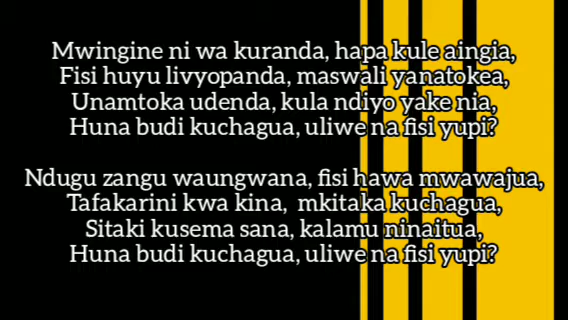 Mwingine ni wa kuranda, hapa kule aingia,
Fisi huyu livyopanda, maswali yanatokea,
Unamtoka udenda, kula ndiyo yake nia,
Huna budi kuchagua, uliwe na fisi yupi?
Ndugu zangu waungwana, fisi hawa mwawajua,
Tafakarini kwa kina, mkitaka kuchagua,
Sitaki kusema sana, kalamu ninaitua,
Huna budi kuchagua, uliwe na fisi yupi?